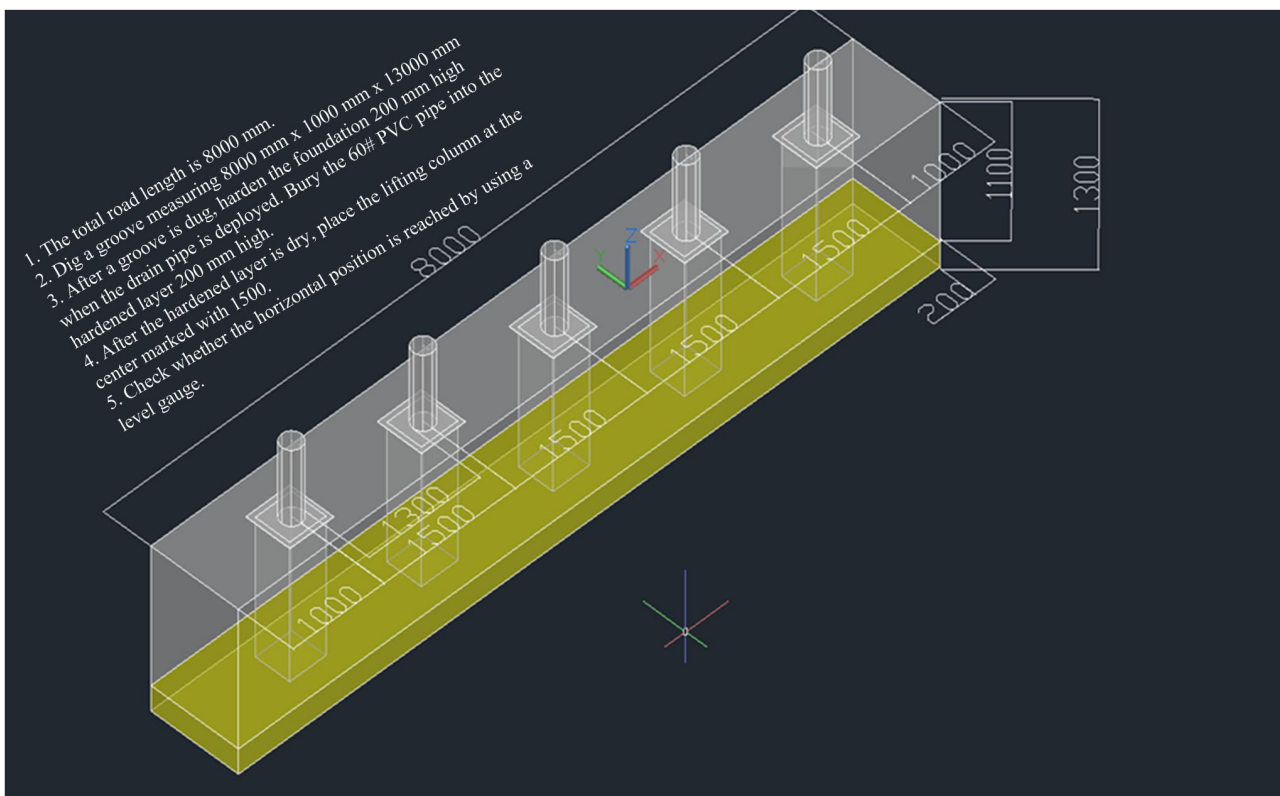 1. The total road length is 8000 mm.
2. Dig a groove measuring 8000 mm x 1000 mm x 13000 mm
3. After a groove is dug, harden the foundation 200 mm high
when the drain pipe is deployed. Bury the 60# PVC pipe into the
hardened layer 200 mm high.
4. After the hardened layer is dry, place the lifting column at the
center marked with 1500.
5. Check whether the horizontal position is reached by using a
level gauge.
8000
1000
1100
1300
200
1500
1500
1500
1300
1500
1000
Z
Y
X